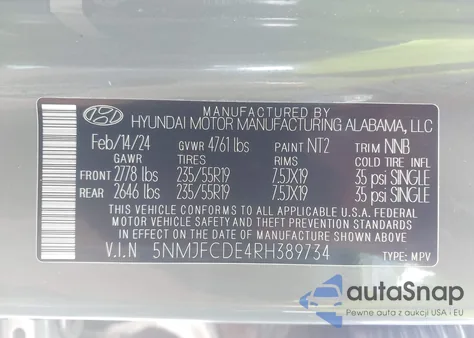 MANUFACTURED BY
HYUNDAI MOTOR MANUFACTURING ALABAMA, LLC
Feb/14/24 GVWR 4761 lbs PAINT NT2 TRIM NNB
GAWR TIRES RIMS COLD TIRE INFL
FRONT 2778 lbs 235/55R19 7.5JX19 35 psi SINGLE
REAR 2646 lbs 235/55R19 7.5JX19 35 psi SINGLE
THIS VEHICLE CONFORMS TO ALL APPLICABLE U.S.A. FEDERAL
MOTOR VEHICLE SAFETY AND THEFT PREVENTION STANDARDS
IN EFFECT ON THE DATE OF MANUFACTURE SHOWN ABOVE.
V.I.N 5NMJFCDE4RH389734 TYPE: MPV
autaSnap
Pewne auta z aukcji USA i EU